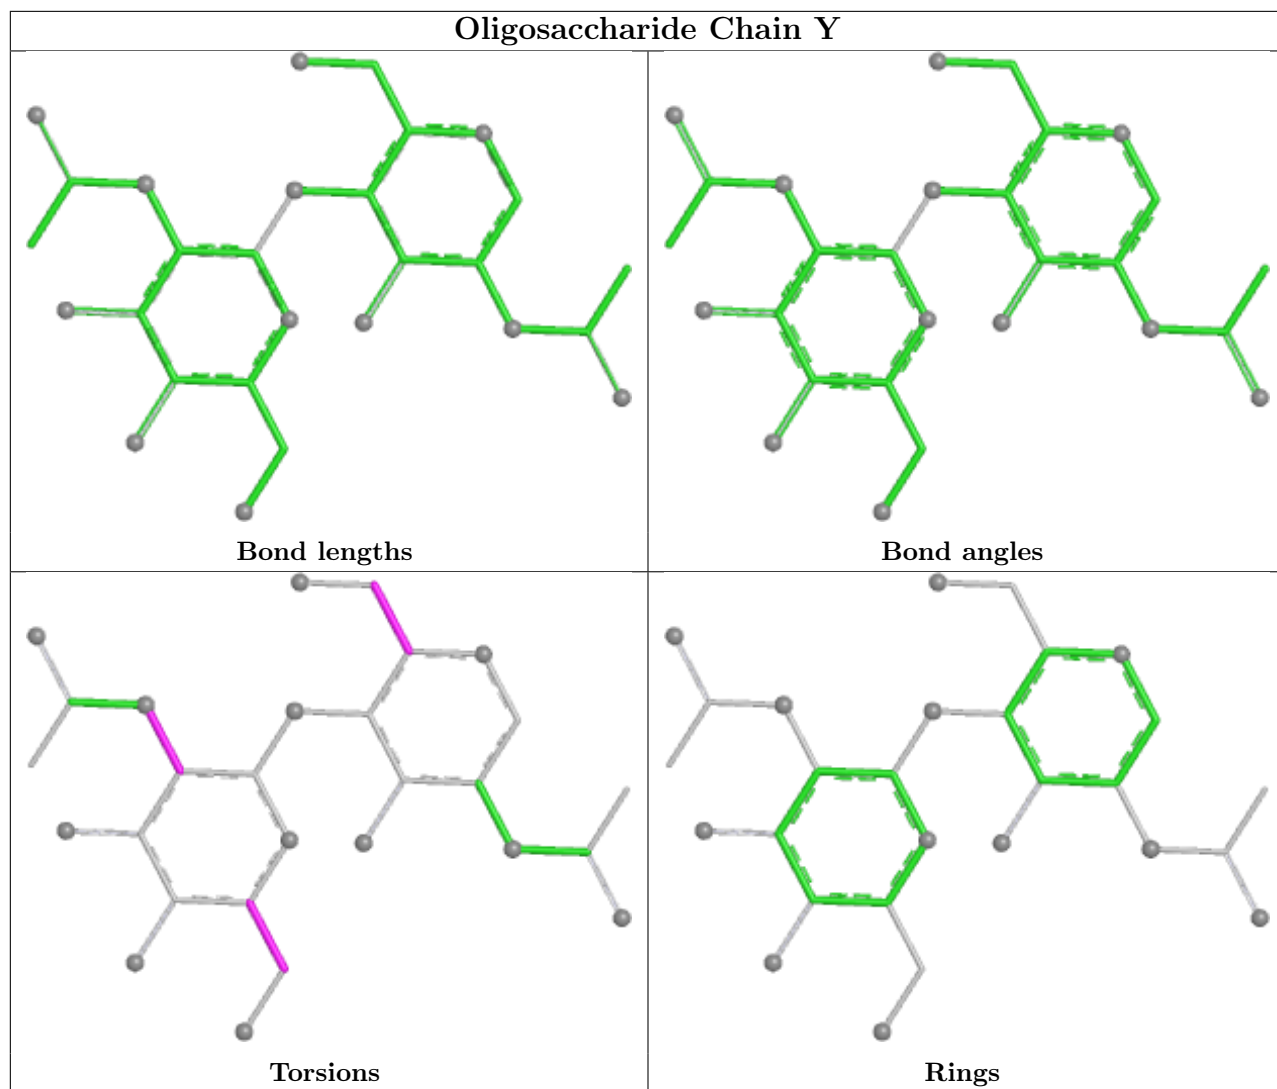 Oligosaccharide Chain Y
Bond lengths
Bond angles
Torsions
Rings